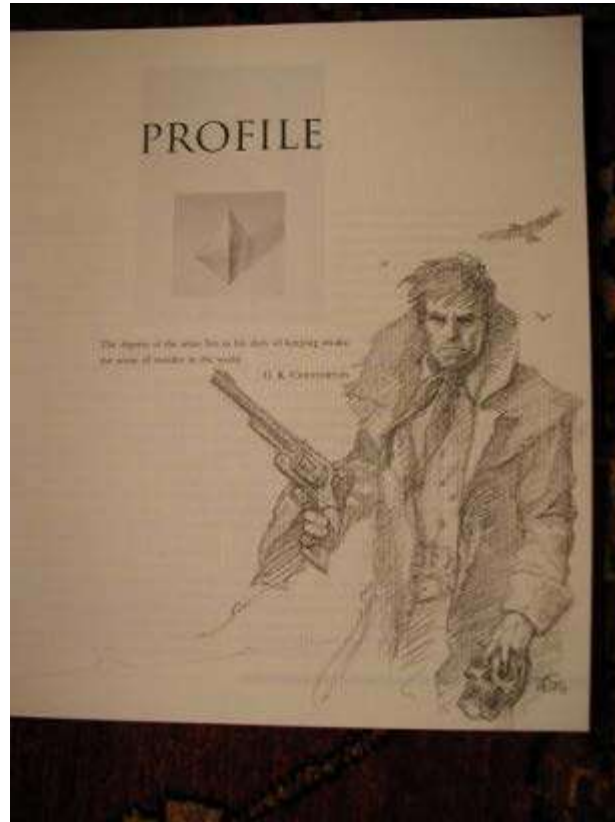 PROFILE
The dignity of the artist lies in his duty of keeping awake
the sense of wonder in the world.
G. K. CHESTERTON